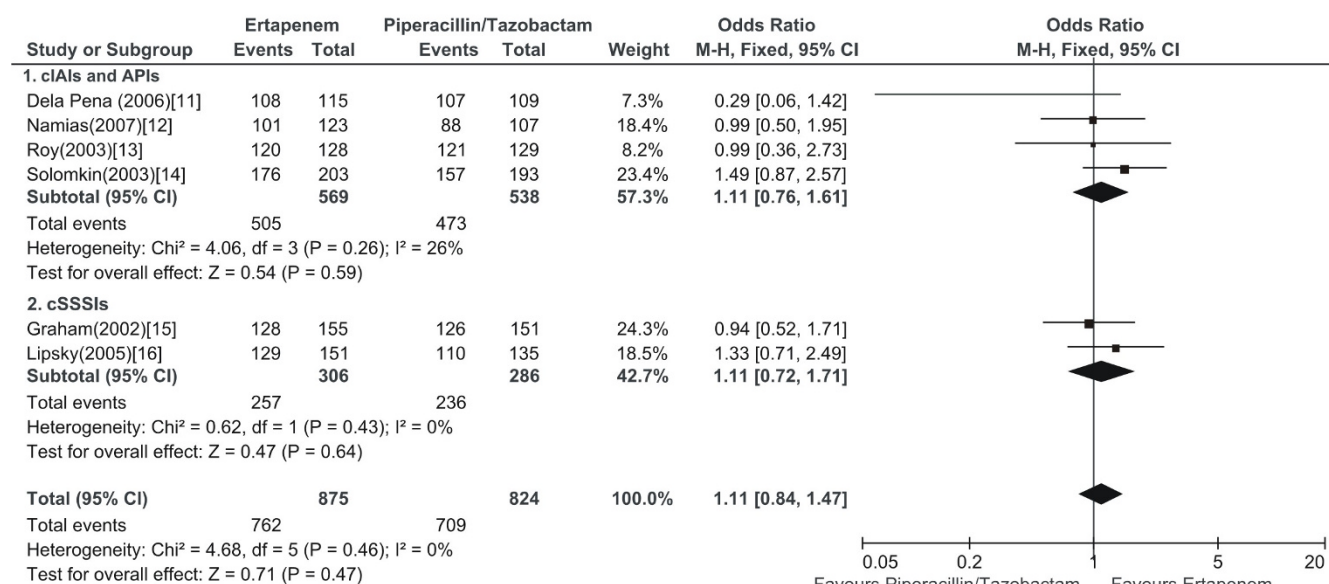 Ertapenem Piperacillin/Tazobactam Odds Ratio Odds Ratio
Study or Subgroup Events Total Events Total Weight M-H, Fixed, 95% CI M-H, Fixed, 95% CI
1. cIAIs and APIs
Dela Pena (2006)[11] 108 115 107 109 7.3% 0.29 [0.06, 1.42]
Namias(2007)[12] 101 123 88 107 18.4% 0.99 [0.50, 1.95]
Roy(2003)[13] 120 128 121 129 8.2% 0.99 [0.36, 2.73]
Solomkin(2003)[14] 176 203 157 193 23.4% 1.49 [0.87, 2.57]
Subtotal (95% CI) 569 538 57.3% 1.11 [0.76, 1.61]
Total events 505 473
Heterogeneity: Chi² = 4.06, df = 3 (P = 0.26); I² = 26%
Test for overall effect: Z = 0.54 (P = 0.59)
2. cSSSIs
Graham(2002)[15] 128 155 126 151 24.3% 0.94 [0.52, 1.71]
Lipsky(2005)[16] 129 151 110 135 18.5% 1.33 [0.71, 2.49]
Subtotal (95% CI) 306 286 42.7% 1.11 [0.72, 1.71]
Total events 257 236
Heterogeneity: Chi² = 0.62, df = 1 (P = 0.43); I² = 0%
Test for overall effect: Z = 0.47 (P = 0.64)
Total (95% CI) 875 824 100.0% 1.11 [0.84, 1.47]
Total events 762 709
Heterogeneity: Chi² = 4.68, df = 5 (P = 0.46); I² = 0%
Test for overall effect: Z = 0.71 (P = 0.47)
0.05 0.2 1 5 20
Favours Piperacillin/Tazobactam Favours Ertapenem